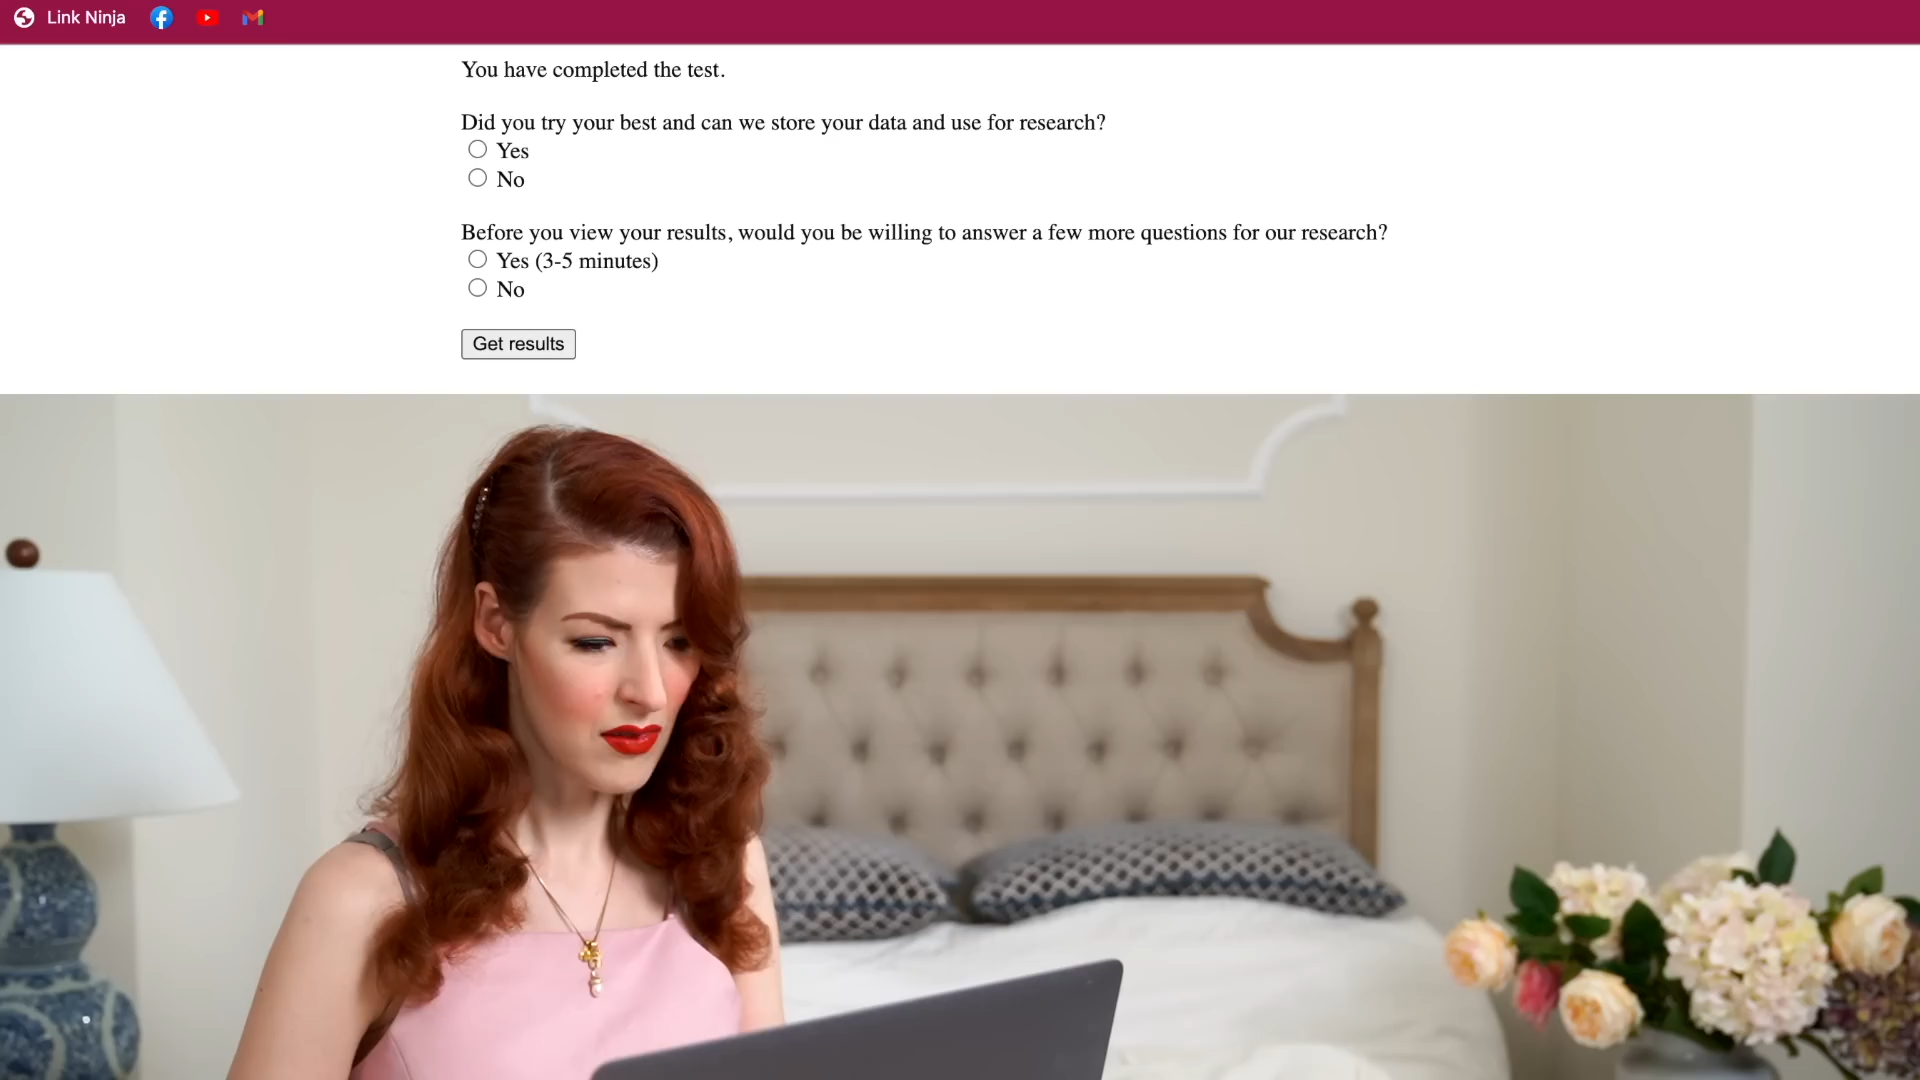 Link Ninja
You have completed the test.
Did you try your best and can we store your data and use for research?
Yes
No
Before you view your results, would you be willing to answer a few more questions for our research?
Yes (3-5 minutes)
No
Get results